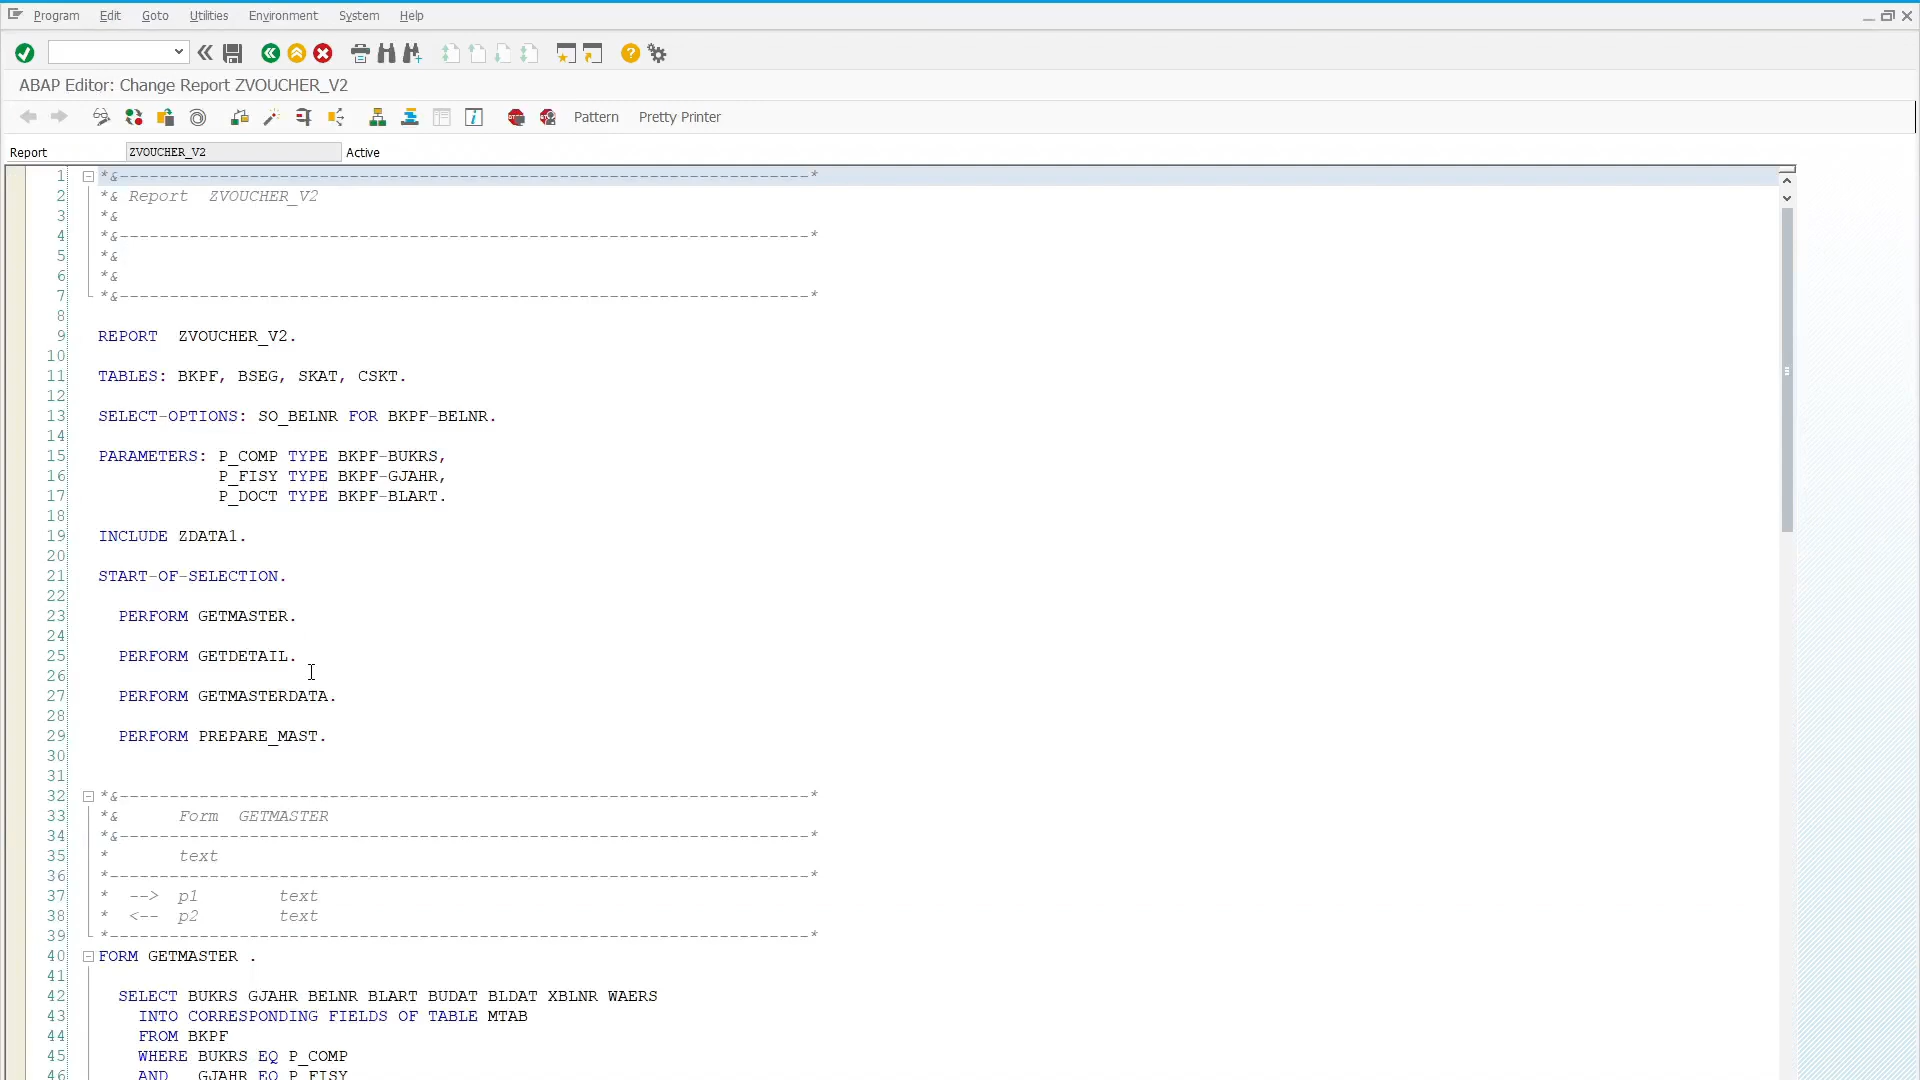 Program Edit Goto Utilities Environment System Help
ABAP Editor: Change Report ZVOUCHER_V2
Pattern Pretty Printer
Report ZVOUCHER_V2 Active
1 *&---------------------------------------------------------------------*
2 *& Report  ZVOUCHER_V2
3 *&
4 *&---------------------------------------------------------------------*
5 *&
6 *&
7 *&---------------------------------------------------------------------*
8
9 REPORT  ZVOUCHER_V2.
10
11 TABLES: BKPF, BSEG, SKAT, CSKT.
12
13 SELECT-OPTIONS: SO_BELNR FOR BKPF-BELNR.
14
15 PARAMETERS: P_COMP TYPE BKPF-BUKRS,
16             P_FISY TYPE BKPF-GJAHR,
17             P_DOCT TYPE BKPF-BLART.
18
19 INCLUDE ZDATA1.
20
21 START-OF-SELECTION.
22
23   PERFORM GETMASTER.
24
25   PERFORM GETDETAIL.
26
27   PERFORM GETMASTERDATA.
28
29   PERFORM PREPARE_MAST.
30
31
32 *&---------------------------------------------------------------------*
33 *&      Form  GETMASTER
34 *&---------------------------------------------------------------------*
35 *       text
36 *----------------------------------------------------------------------*
37 *  -->  p1        text
38 *  <--  p2        text
39 *----------------------------------------------------------------------*
40 FORM GETMASTER .
41
42   SELECT BUKRS GJAHR BELNR BLART BUDAT BLDAT XBLNR WAERS
43     INTO CORRESPONDING FIELDS OF TABLE MTAB
44     FROM BKPF
45     WHERE BUKRS EQ P_COMP
46     AND   GJAHR EQ P_FISY